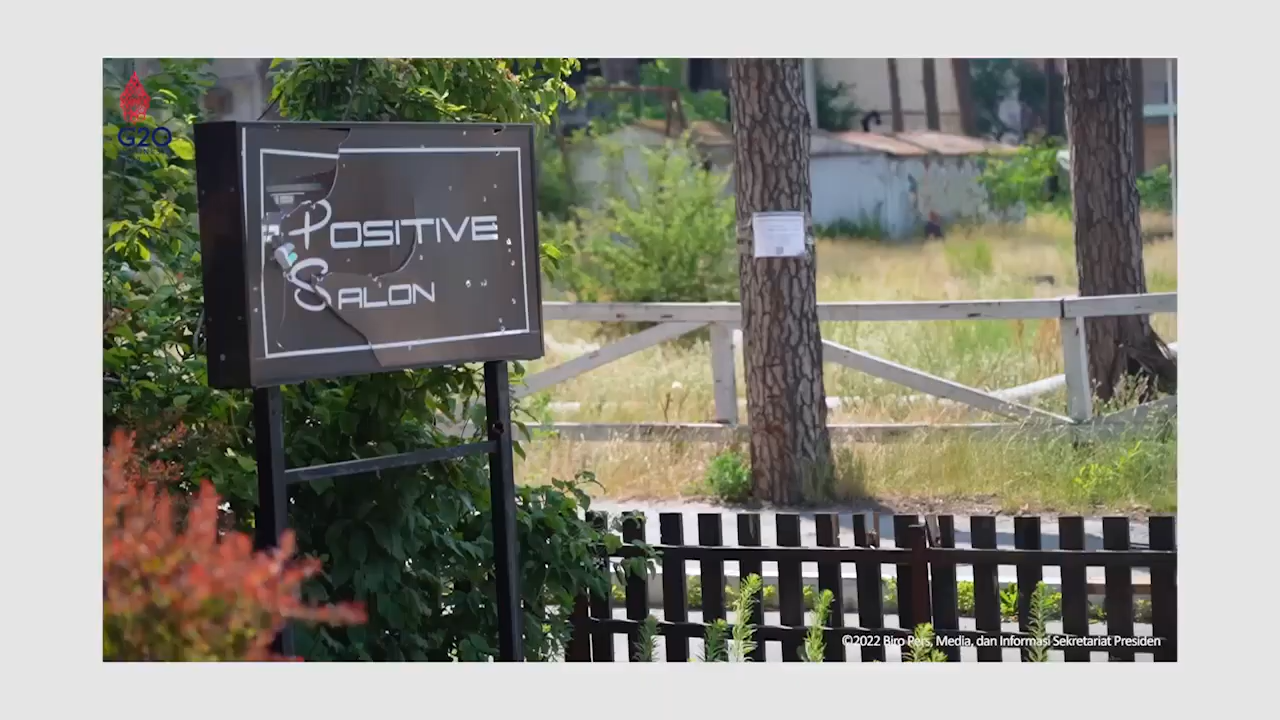 G20
POSITIVE
SALON
©2022 Biro Pers, Media, dan Informasi Sekretariat Presiden